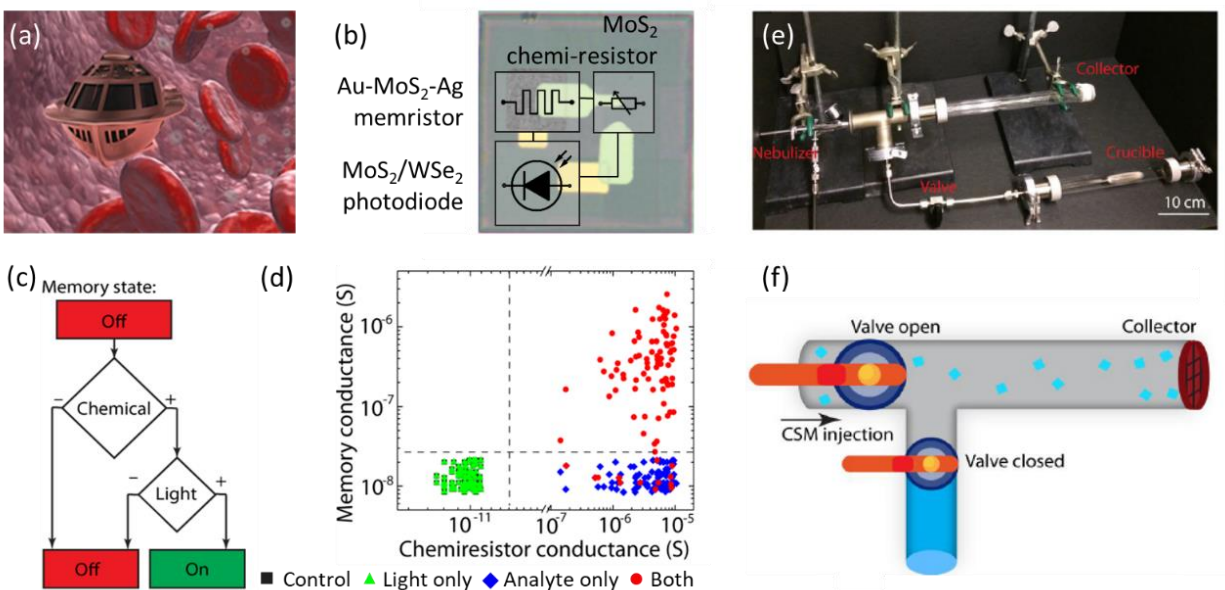 (a)
(b)
MoS₂
chemi-resistor
Au-MoS₂-Ag
memristor
MoS₂/WSe₂
photodiode
(e)
Collector
Nebulizer
Valve
Crucible
10 cm
(c)
Memory state:
Off
Chemical
−
+
Light
−
+
Off
On
(d)
Memory conductance (S)
10⁻⁶
10⁻⁷
10⁻⁸
10⁻¹¹
10⁻⁷
10⁻⁶
10⁻⁵
Chemiresistor conductance (S)
Control
Light only
Analyte only
Both
(f)
Valve open
Collector
CSM injection
Valve closed